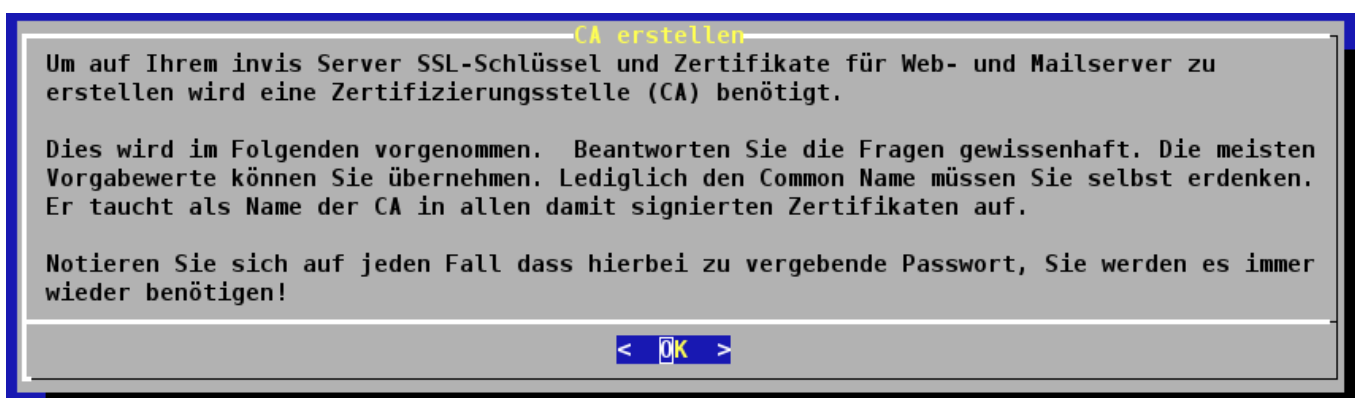 CA erstellen
Um auf Ihrem invis Server SSL-Schlüssel und Zertifikate für Web- und Mailserver zu
erstellen wird eine Zertifizierungsstelle (CA) benötigt.
Dies wird im Folgenden vorgenommen.  Beantworten Sie die Fragen gewissenhaft. Die meisten
Vorgabewerte können Sie übernehmen. Lediglich den Common Name müssen Sie selbst erdenken.
Er taucht als Name der CA in allen damit signierten Zertifikaten auf.
Notieren Sie sich auf jeden Fall dass hierbei zu vergebende Passwort, Sie werden es immer
wieder benötigen!
<  OK  >